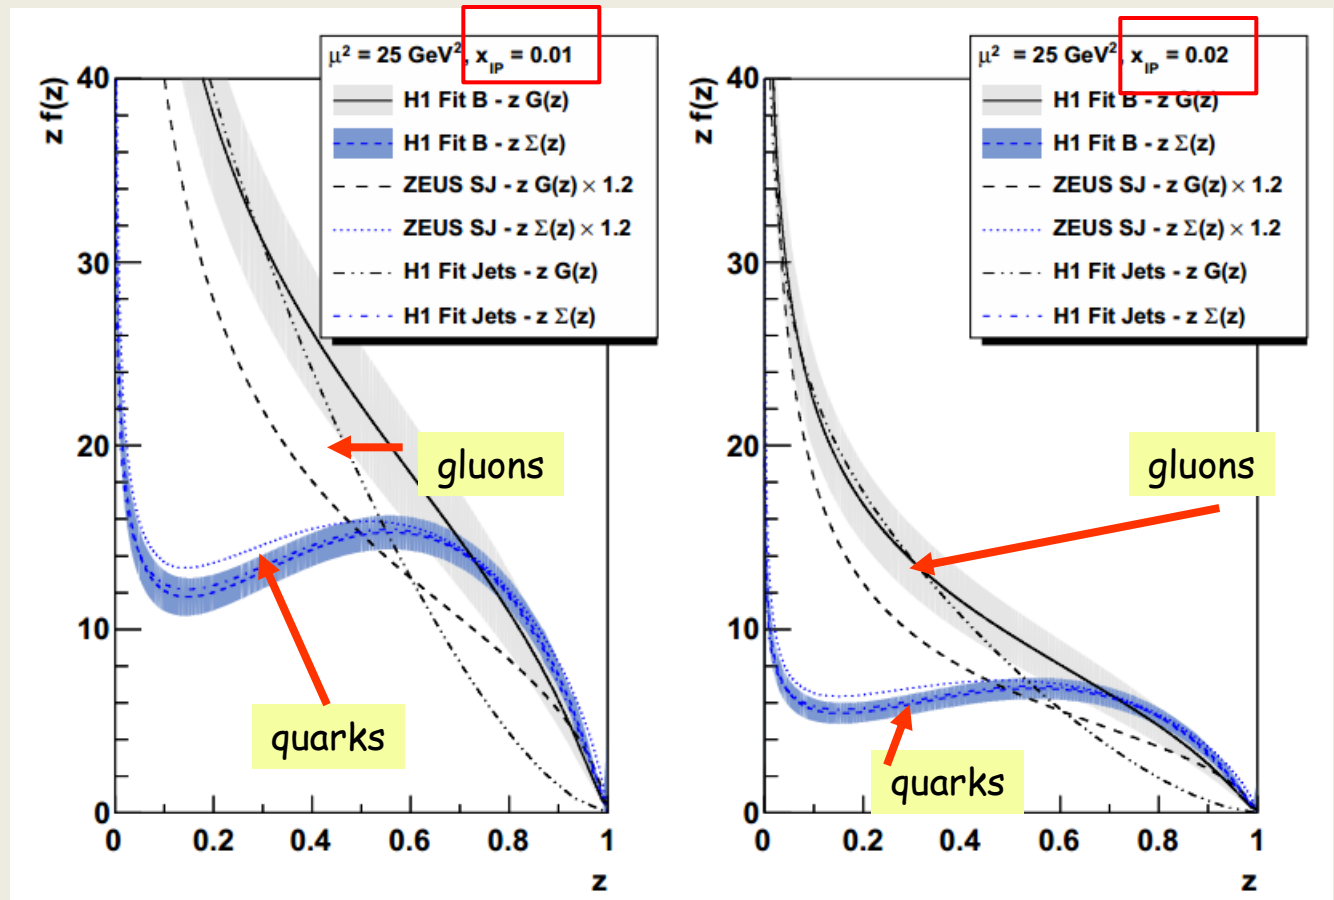 μ² = 25 GeV², x_IP = 0.01
H1 Fit B - z G(z)
H1 Fit B - z Σ(z)
ZEUS SJ - z G(z) × 1.2
ZEUS SJ - z Σ(z) × 1.2
H1 Fit Jets - z G(z)
H1 Fit Jets - z Σ(z)
z f(z)
40
30
20
10
0
gluons
quarks
0 0.2 0.4 0.6 0.8 1
z
μ² = 25 GeV², x_IP = 0.02
H1 Fit B - z G(z)
H1 Fit B - z Σ(z)
ZEUS SJ - z G(z) × 1.2
ZEUS SJ - z Σ(z) × 1.2
H1 Fit Jets - z G(z)
H1 Fit Jets - z Σ(z)
z f(z)
40
30
20
10
0
gluons
quarks
0 0.2 0.4 0.6 0.8 1
z